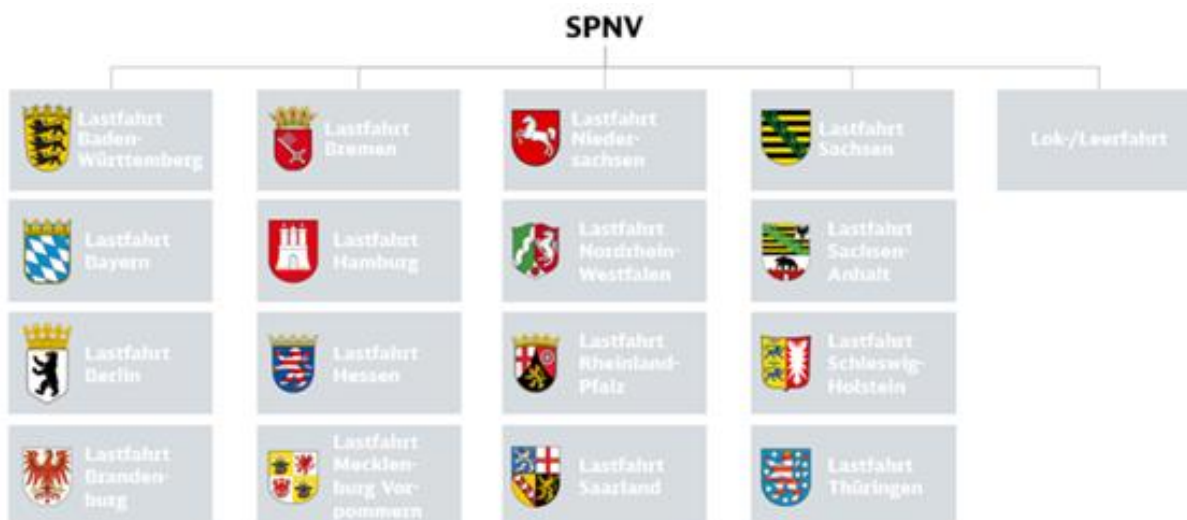 SPNV
Lastfahrt
Baden-
Württemberg
Lastfahrt
Bremen
Lastfahrt
Nieder-
sachsen
Lastfahrt
Sachsen
Lok-/Leerfahrt
Lastfahrt
Bayern
Lastfahrt
Hamburg
Lastfahrt
Nordrhein-
Westfalen
Lastfahrt
Sachsen-
Anhalt
Lastfahrt
Berlin
Lastfahrt
Hessen
Lastfahrt
Rheinland-
Pfalz
Lastfahrt
Schleswig-
Holstein
Lastfahrt
Branden-
burg
Lastfahrt
Mecklen-
burg Vor-
pommern
Lastfahrt
Saarland
Lastfahrt
Thüringen